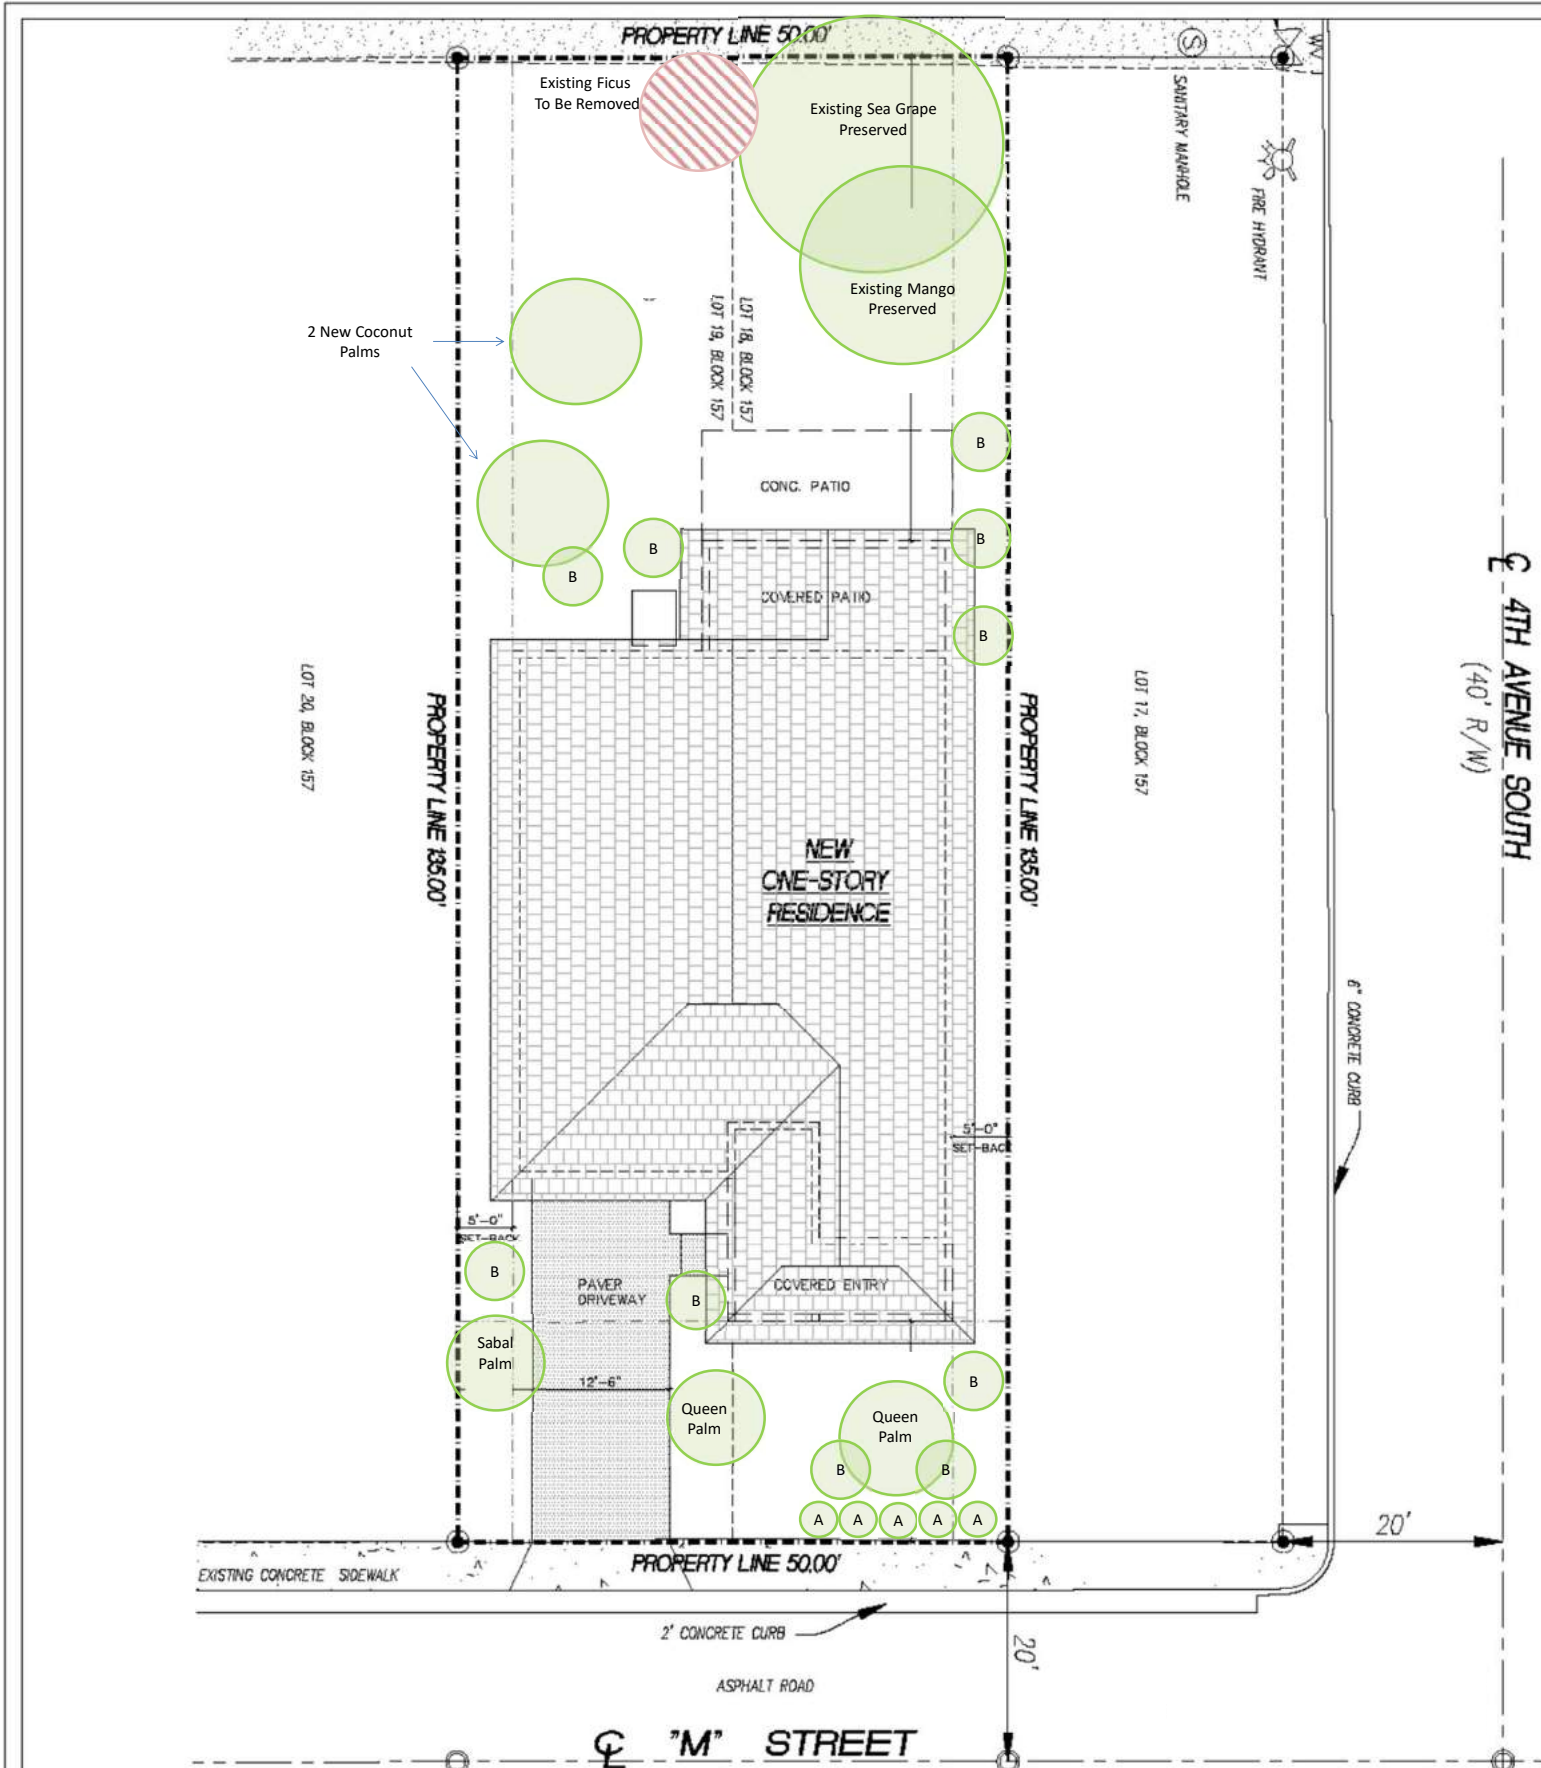 PROPERTY LINE 50.00'
S
W
Existing Ficus
To Be Removed
Existing Sea Grape
Preserved
SANITARY MANHOLE
FIRE HYDRANT
Existing Mango
Preserved
2 New Coconut
Palms
LOT 18, BLOCK 157
LOT 19, BLOCK 157
B
CONC. PATIO
B
B
B
COVERED PATIO
B
LOT 20, BLOCK 157
PROPERTY LINE 135.00'
PROPERTY LINE 135.00'
LOT 17, BLOCK 157
℄ 4TH AVENUE SOUTH
(40' R/W)
NEW
ONE-STORY
RESIDENCE
6" CONCRETE CURB
5'-0"
SET-BACK
5'-0"
SET-BACK
B
PAVER
DRIVEWAY
B
COVERED ENTRY
Sabal
Palm
12'-6"
B
Queen
Palm
Queen
Palm
B
B
A
A
A
A
A
20'
PROPERTY LINE 50.00'
EXISTING CONCRETE SIDEWALK
2' CONCRETE CURB
20'
ASPHALT ROAD
℄ "M" STREET